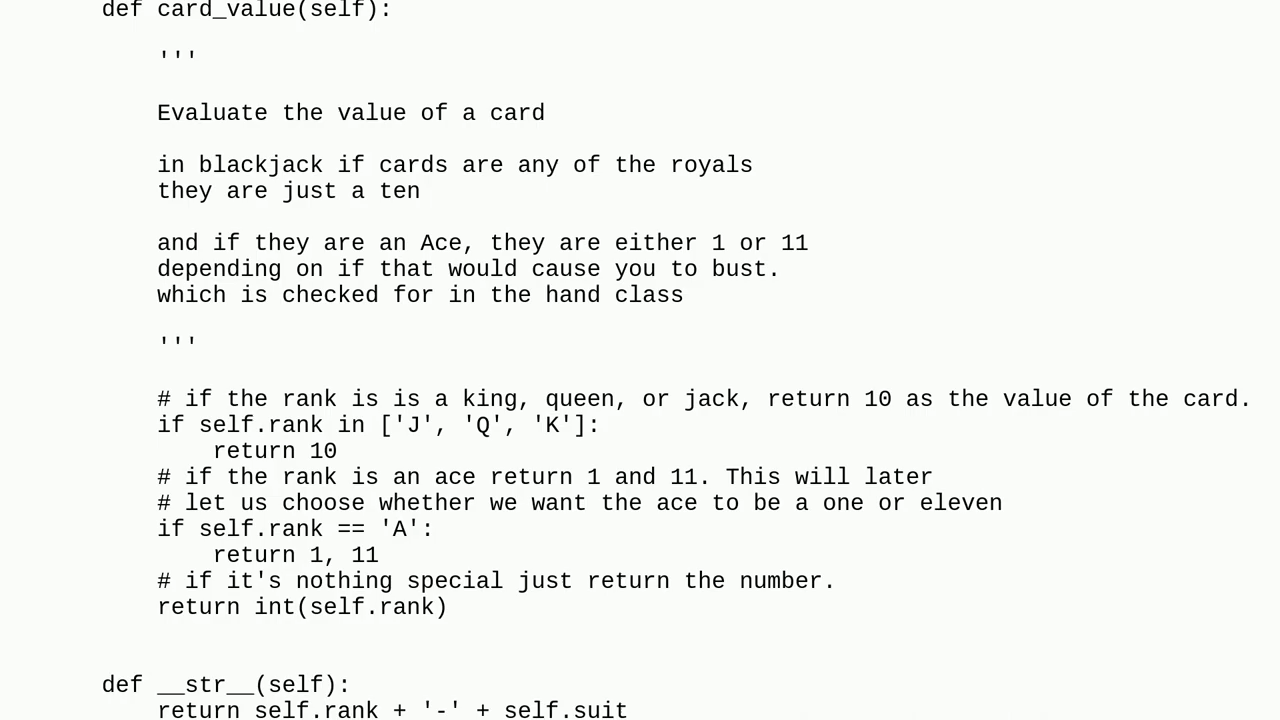 def card_value(self):
'''
Evaluate the value of a card
in blackjack if cards are any of the royals
they are just a ten
and if they are an Ace, they are either 1 or 11
depending on if that would cause you to bust.
which is checked for in the hand class
'''
# if the rank is is a king, queen, or jack, return 10 as the value of the card.
if self.rank in ['J', 'Q', 'K']:
return 10
# if the rank is an ace return 1 and 11. This will later
# let us choose whether we want the ace to be a one or eleven
if self.rank == 'A':
return 1, 11
# if it's nothing special just return the number.
return int(self.rank)
def __str__(self):
return self.rank + '-' + self.suit